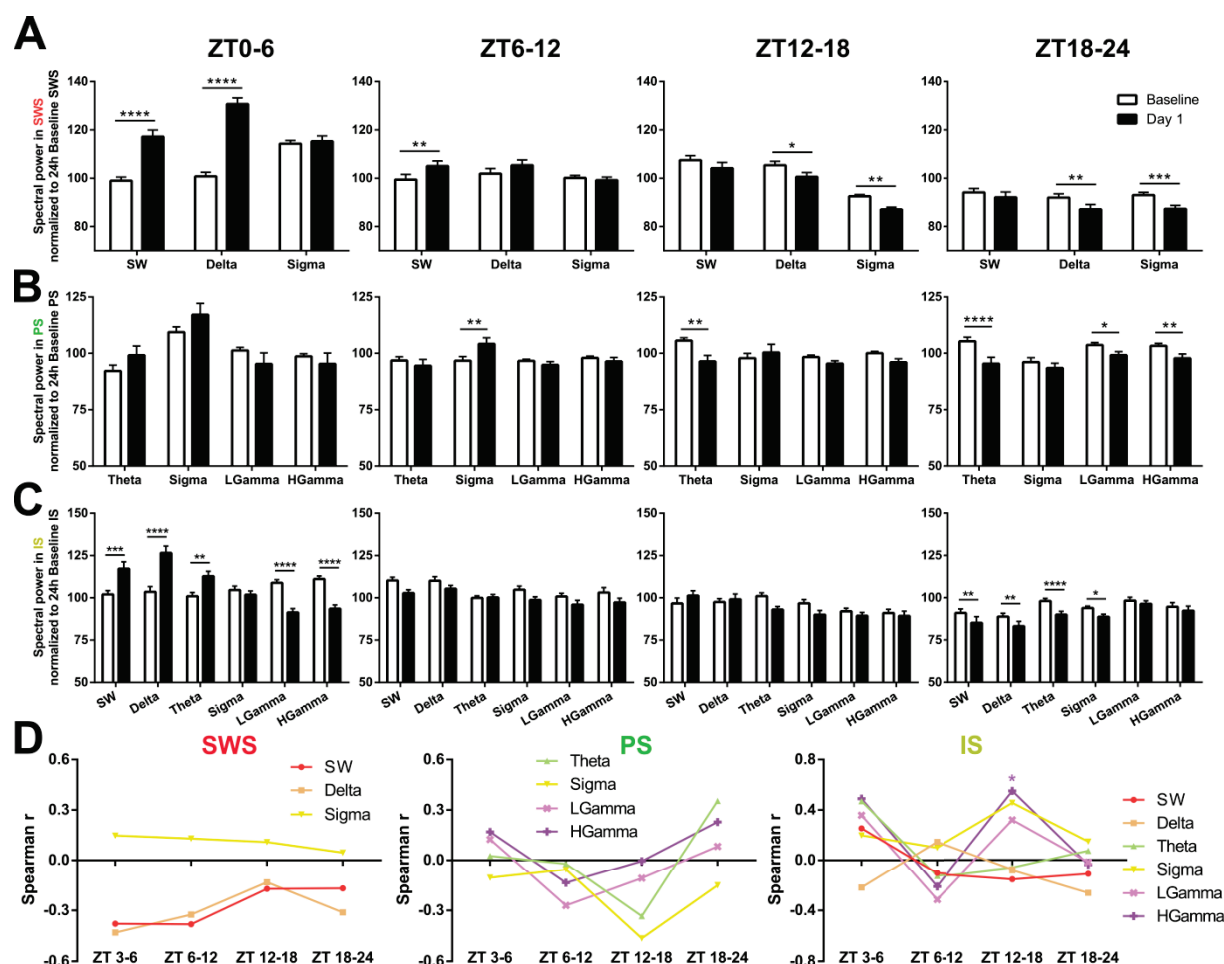 A
ZT0-6 ZT6-12 ZT12-18 ZT18-24
Spectral power in SWS
normalized to 24h Baseline SWS
140 140 140 140
120 120 120 120
100 100 100 100
80 80 80 80
**** **** ** * ** ** ***
Baseline
Day 1
SW Delta Sigma SW Delta Sigma SW Delta Sigma SW Delta Sigma
B
Spectral power in PS
normalized to 24h Baseline PS
125 125 125 125
100 100 100 100
75 75 75 75
50 50 50 50
** ** **** * **
Theta Sigma LGamma HGamma Theta Sigma LGamma HGamma Theta Sigma LGamma HGamma Theta Sigma LGamma HGamma
C
Spectral power in IS
normalized to 24h Baseline IS
150 150 150 150
125 125 125 125
100 100 100 100
75 75 75 75
50 50 50 50
*** **** ** **** **** ** ** **** *
SW Delta Theta Sigma LGamma HGamma SW Delta Theta Sigma LGamma HGamma SW Delta Theta Sigma LGamma HGamma SW Delta Theta Sigma LGamma HGamma
D
SWS
Spearman r
0.6
0.3
0.0
-0.3
-0.6
SW
Delta
Sigma
ZT 3-6 ZT 6-12 ZT 12-18 ZT 18-24
PS
Spearman r
0.6
0.3
0.0
-0.3
-0.6
Theta
Sigma
LGamma
HGamma
ZT 3-6 ZT 6-12 ZT 12-18 ZT 18-24
IS
Spearman r
0.8
0.4
0.0
-0.4
-0.8
*
SW
Delta
Theta
Sigma
LGamma
HGamma
ZT 3-6 ZT 6-12 ZT 12-18 ZT 18-24